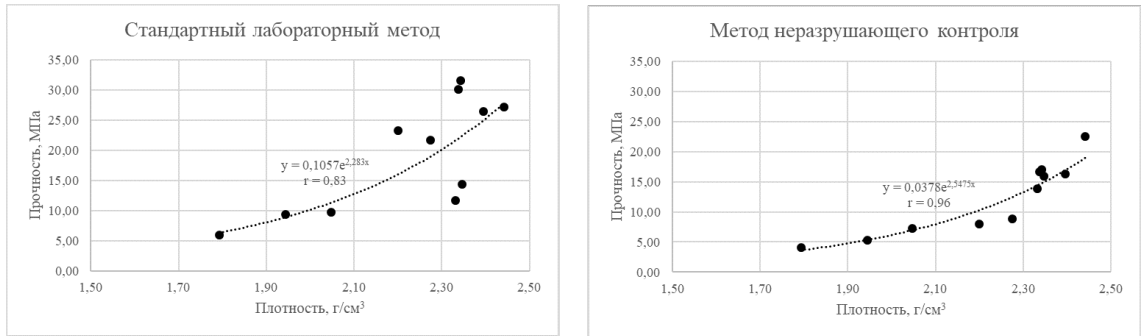 Стандартный лабораторный метод
35,00
30,00
25,00
20,00
15,00
10,00
5,00
0,00
Прочность, МПа
y = 0,1057e^2,283x
r = 0,83
1,50 1,70 1,90 2,10 2,30 2,50
Плотность, г/см³
Метод неразрушающего контроля
35,00
30,00
25,00
20,00
15,00
10,00
5,00
0,00
Прочность, МПа
y = 0,0378e^2,5475x
r = 0,96
1,50 1,70 1,90 2,10 2,30 2,50
Плотность, г/см³